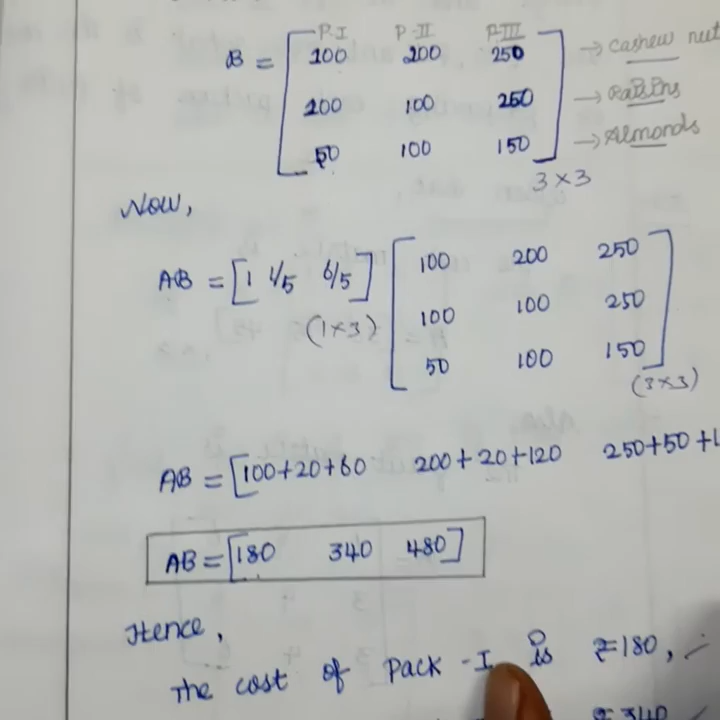 P-I P-II P-III
B = [100 200 250 → Cashew nut
200 100 250 → Raisins
50 100 150] → Almonds
3×3
Now,
AB = [1 1/5 6/5] [100 200 250
(1×3) 100 100 250
50 100 150]
(3×3)
AB = [100+20+60 200+20+120 250+50+1
AB = [180 340 480]
Hence,
The cost of pack-I is ₹180,
₹340